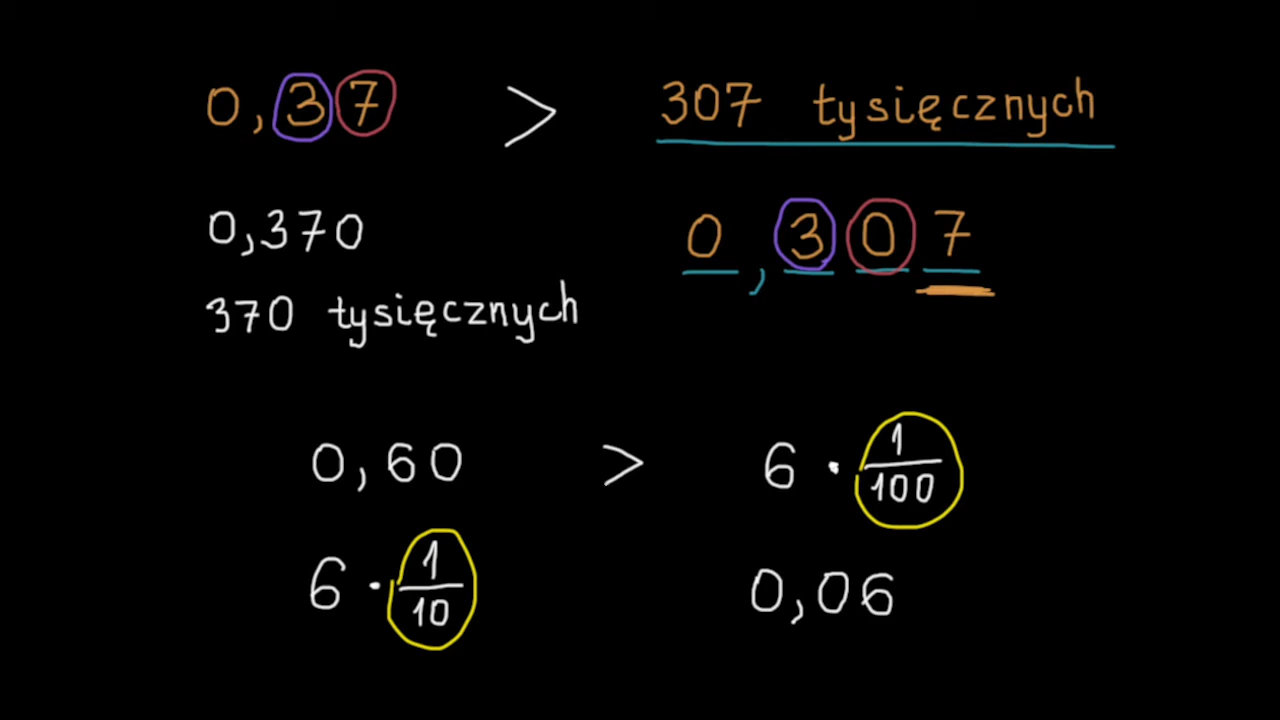 0,37 > 307 tysięcznych
0,370 0,307
370 tysięcznych
0,60 > 6 · 1/100
6 · 1/10 0,06